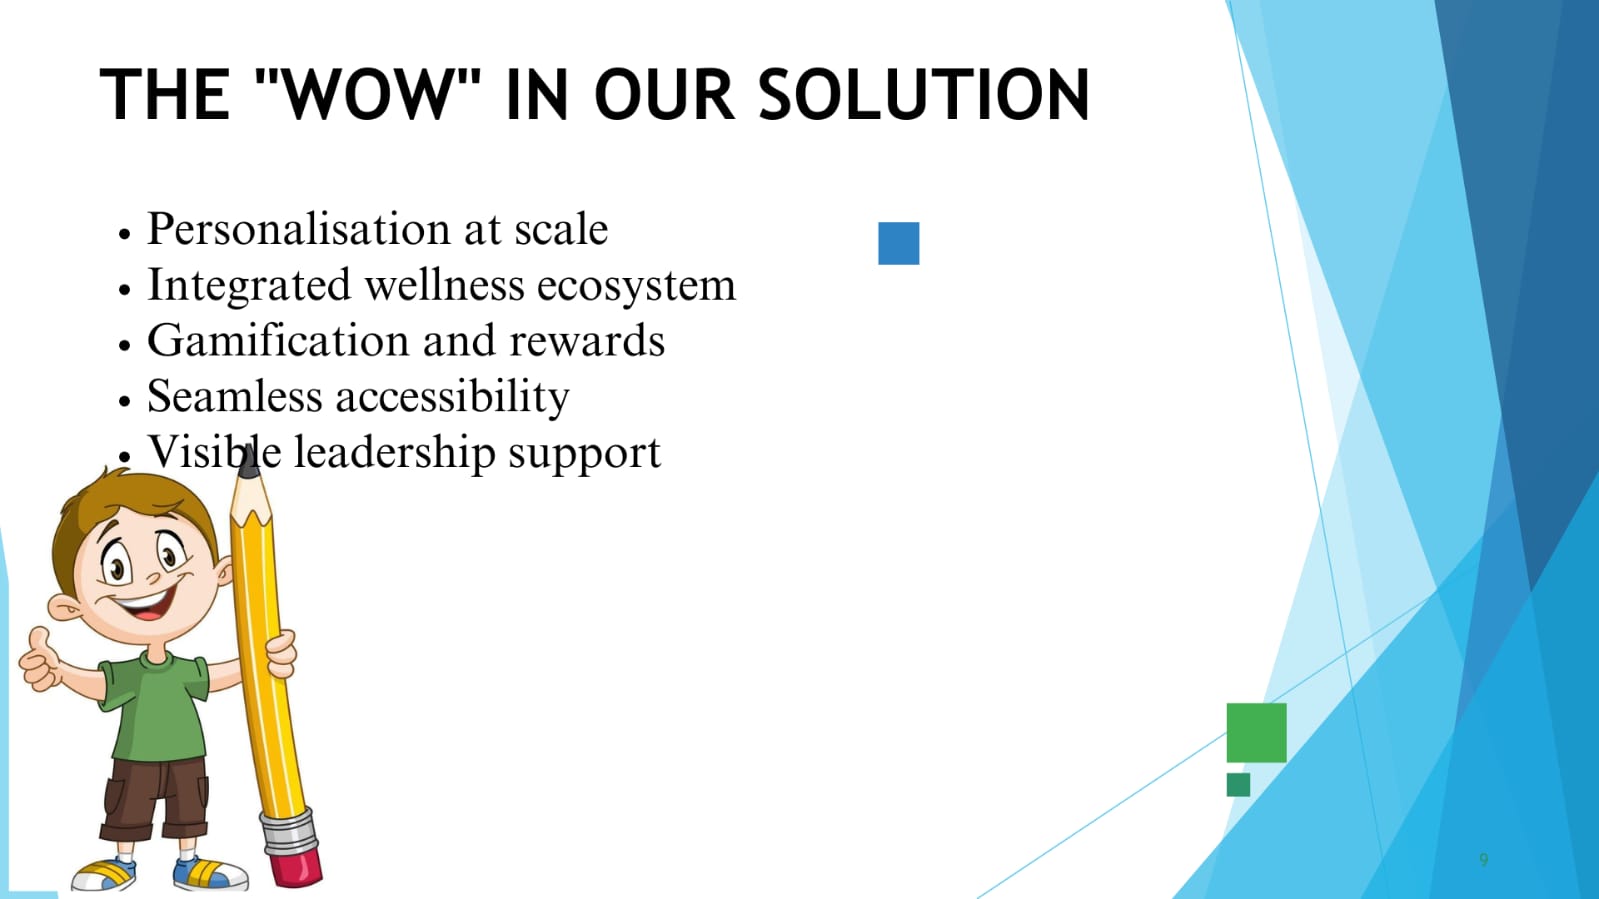 THE "WOW" IN OUR SOLUTION
• Personalisation at scale
• Integrated wellness ecosystem
• Gamification and rewards
• Seamless accessibility
• Visible leadership support
9